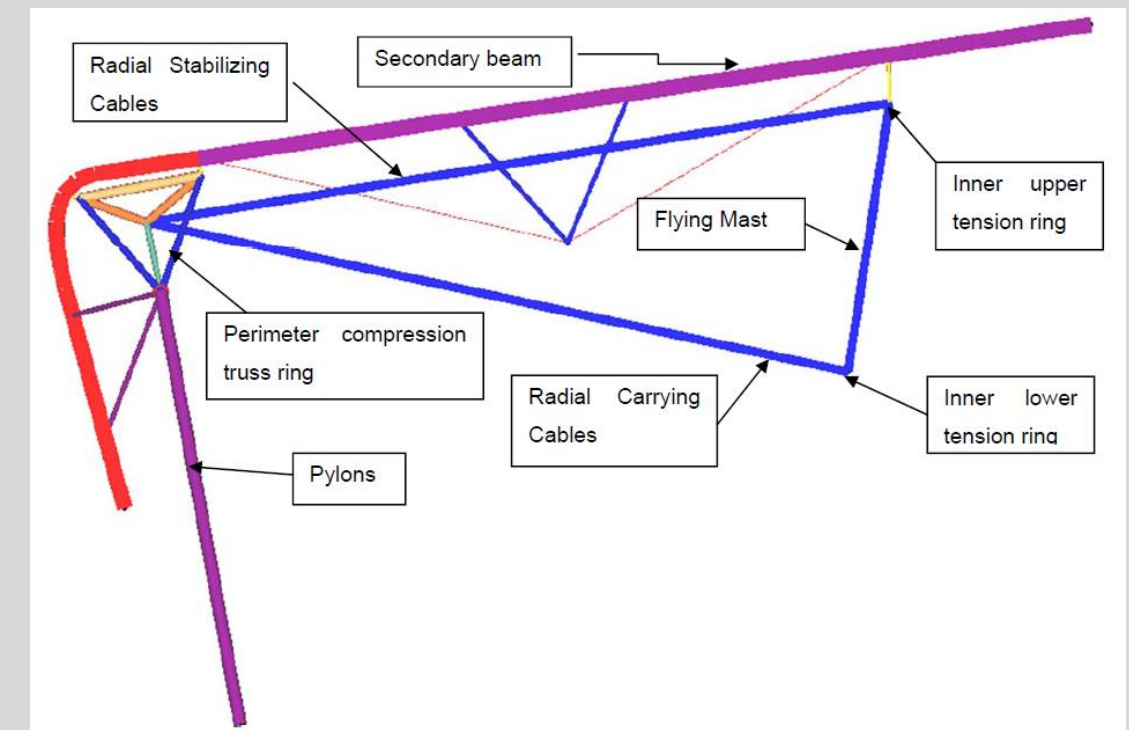 Radial Stabilizing
Cables
Secondary beam
Inner upper
tension ring
Flying Mast
Perimeter compression
truss ring
Radial Carrying
Cables
Inner lower
tension ring
Pylons